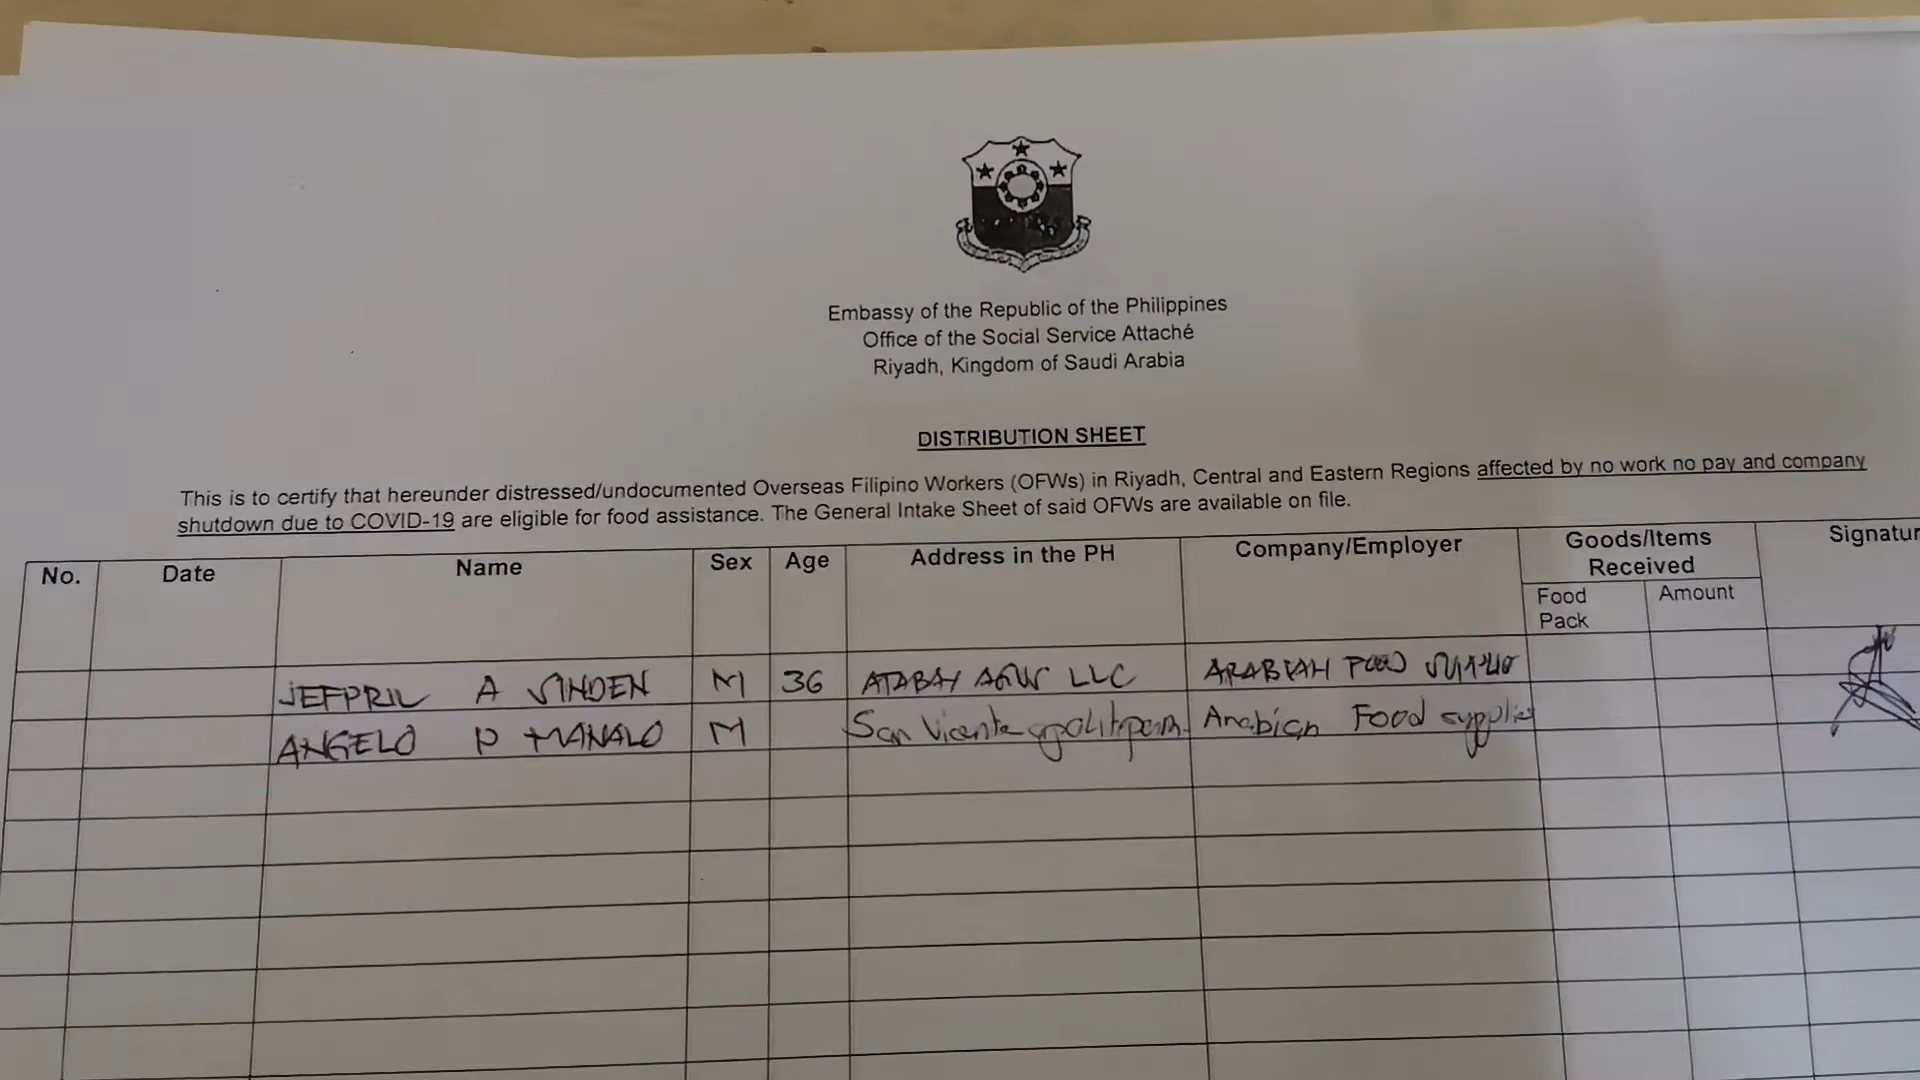 Embassy of the Republic of the Philippines
Office of the Social Service Attaché
Riyadh, Kingdom of Saudi Arabia
DISTRIBUTION SHEET
This is to certify that hereunder distressed/undocumented Overseas Filipino Workers (OFWs) in Riyadh, Central and Eastern Regions affected by no work no pay and company
shutdown due to COVID-19 are eligible for food assistance. The General Intake Sheet of said OFWs are available on file.
No. Date Name Sex Age Address in the PH Company/Employer Goods/Items Received Signatur
Food Pack Amount
JEFPRIL A M 36 ATABAY LLC ARABIAH FOOD
ANGELO P MANALO M San Vicente Arabian Food supplies